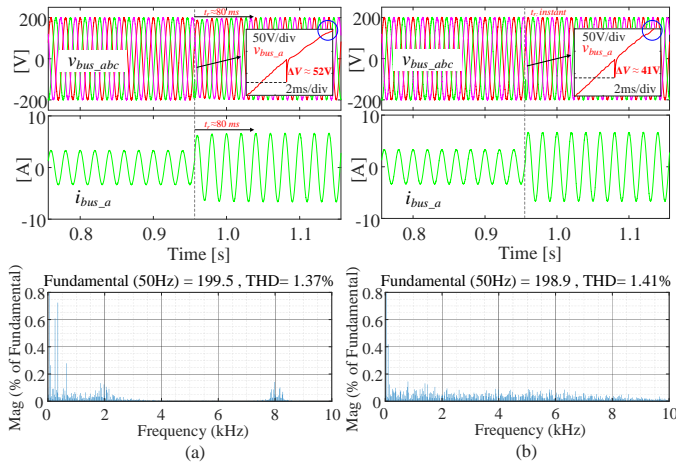 200
0
-200
[V]
v_bus_abc
t_r≈80 ms
50V/div
v_bus_a
ΔV ≈ 52V
2ms/div
10
0
-10
[A]
t_r≈80 ms
i_bus_a
0.8
0.9
1.0
1.1
Time [s]
Fundamental (50Hz) = 199.5 , THD= 1.37%
0.8
0.6
0.4
0.2
0
Mag (% of Fundamental)
0
2
4
6
8
10
Frequency (kHz)
(a)
200
0
-200
[V]
v_bus_abc
t_r instant
50V/div
v_bus_a
ΔV ≈ 41V
2ms/div
10
0
-10
[A]
i_bus_a
0.8
0.9
1.0
1.1
Time [s]
Fundamental (50Hz) = 198.9 , THD= 1.41%
0.8
0.6
0.4
0.2
0
Mag (% of Fundamental)
0
2
4
6
8
10
Frequency (kHz)
(b)